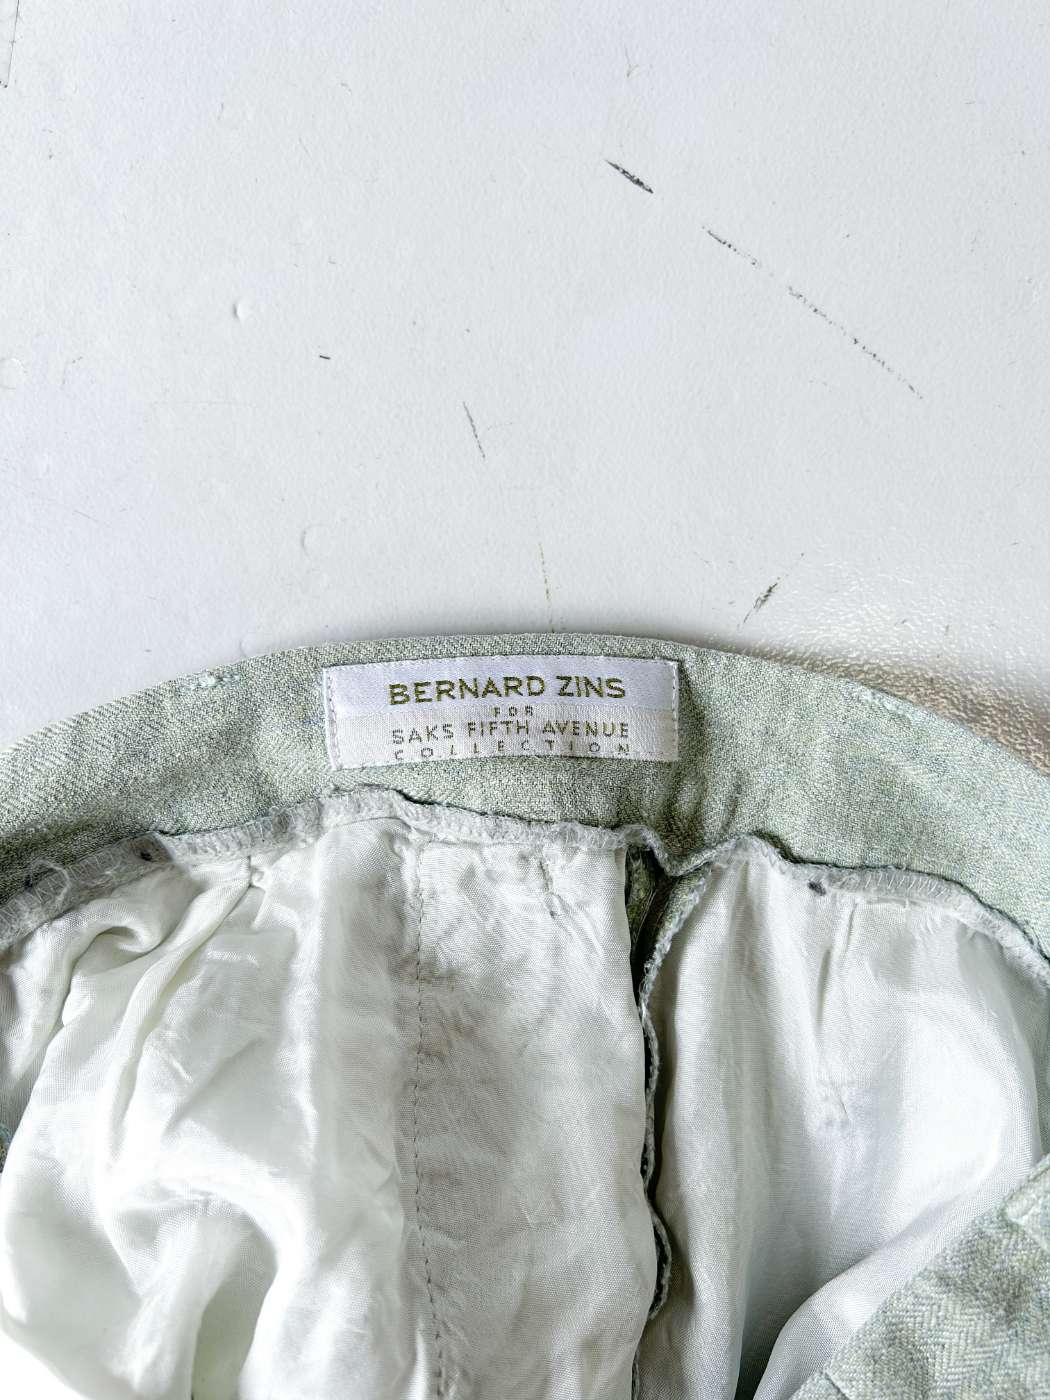 BERNARD ZINS
FOR
SAKS FIFTH AVENUE
COLLECTION